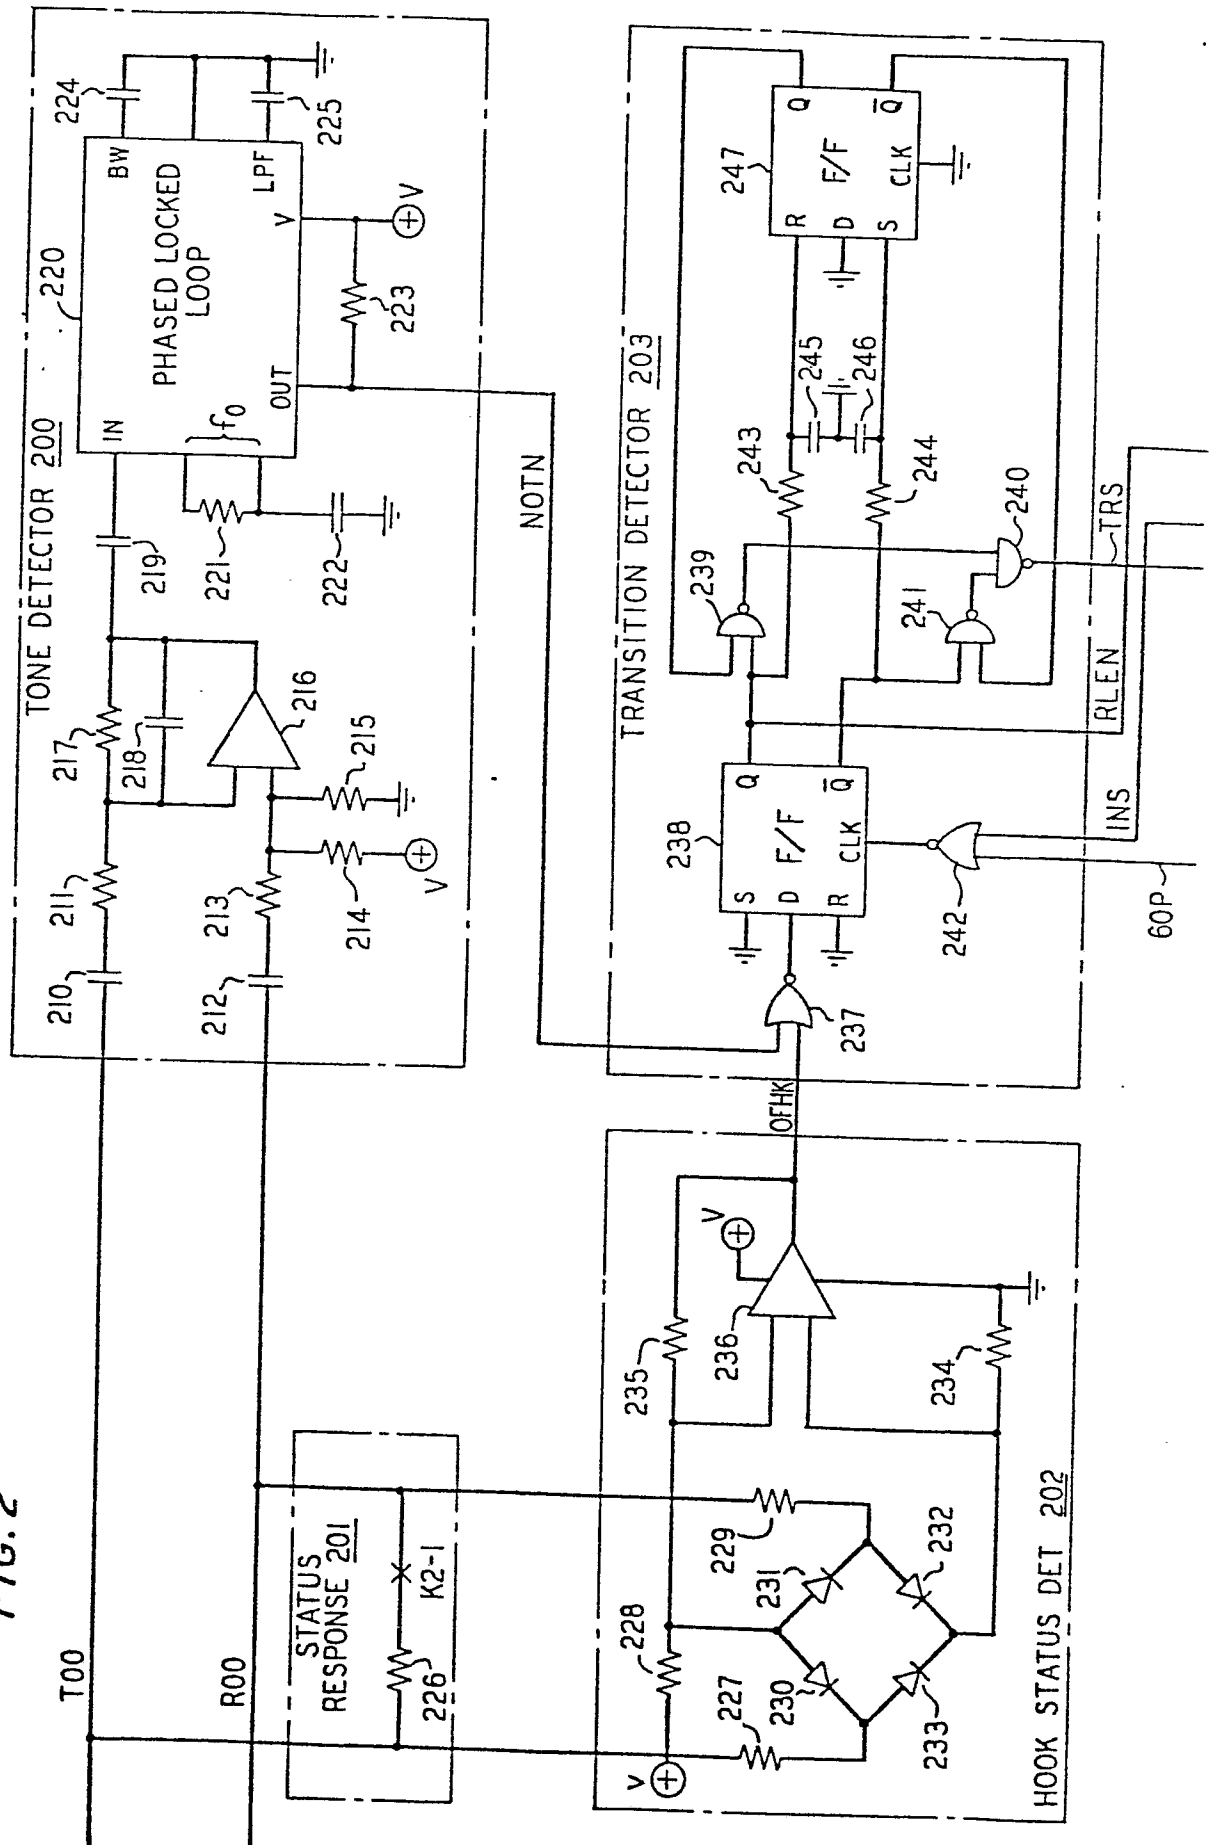 FIG. 2
T00
R00
TONE DETECTOR 200
210
211
212
213
214
V
215
216
217
218
219
220
PHASED LOCKED
LOOP
IN
f0
OUT
V
BW
LPF
221
222
223
V
224
225
STATUS
RESPONSE 201
226
K2-1
HOOK STATUS DET 202
V
227
228
229
230
231
232
233
234
235
236
V
OFHK
NOTN
TRANSITION DETECTOR 203
237
238
S
D
R
F/F
Q
Q̅
CLK
239
240
241
242
243
244
245
246
247
R
D
S
F/F
Q
Q̅
CLK
60P
INS
RLEN
TRS